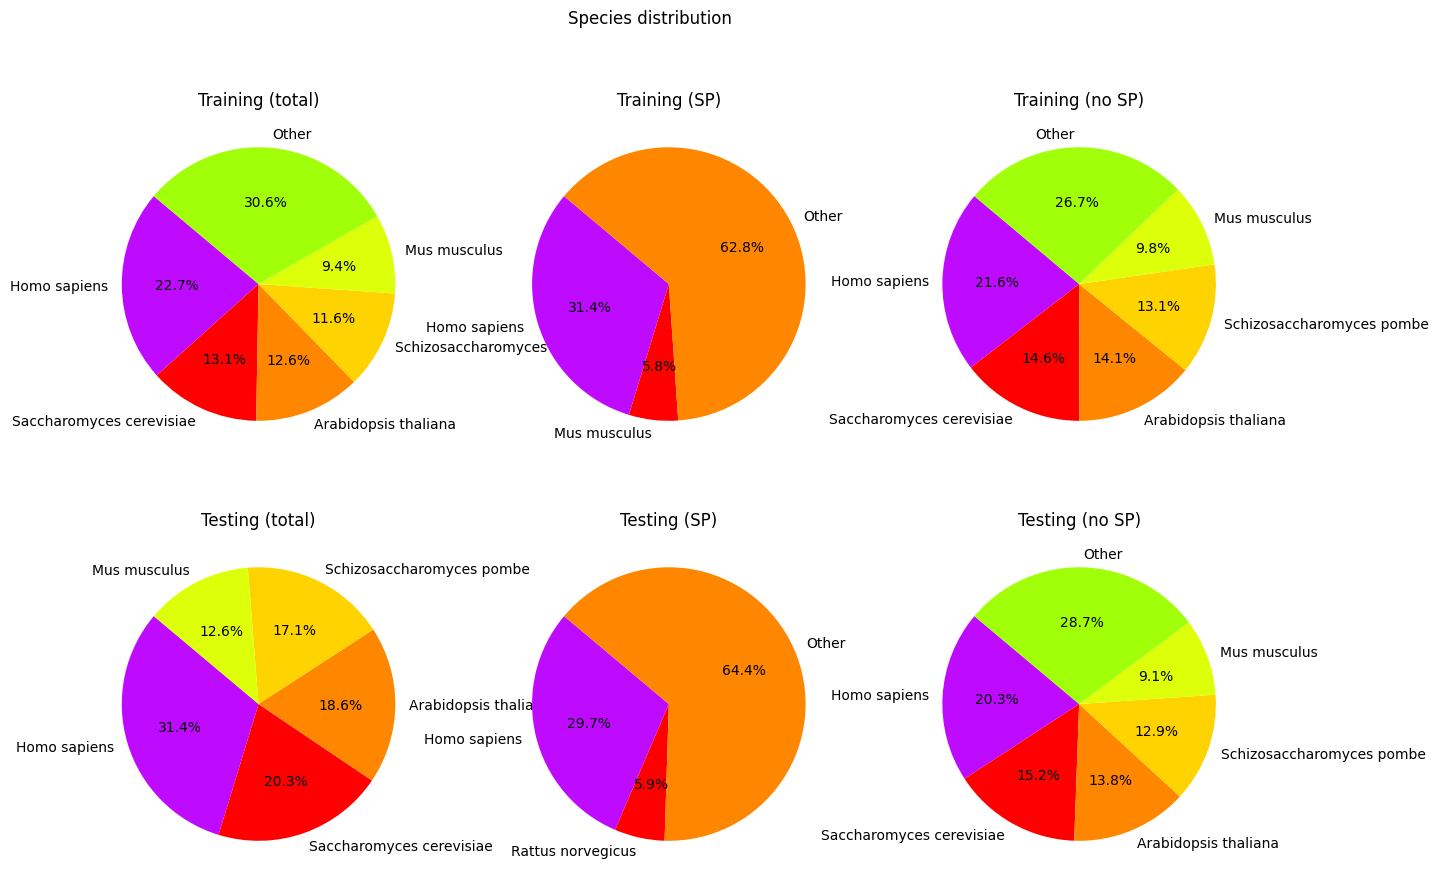 Species distribution
Training (total)
Other
30.6%
Mus musculus
9.4%
Homo sapiens
22.7%
11.6%
Schizosaccharomyces
13.1%
12.6%
Saccharomyces cerevisiae
Arabidopsis thaliana
Training (SP)
62.8%
Other
Homo sapiens
31.4%
5.8%
Mus musculus
Training (no SP)
Other
26.7%
Mus musculus
9.8%
Homo sapiens
21.6%
13.1%
Schizosaccharomyces pombe
14.6%
14.1%
Saccharomyces cerevisiae
Arabidopsis thaliana
Testing (total)
Mus musculus
Schizosaccharomyces pombe
12.6%
17.1%
18.6%
Arabidopsis thalia
31.4%
Homo sapiens
20.3%
Saccharomyces cerevisiae
Testing (SP)
Other
64.4%
29.7%
Homo sapiens
5.9%
Rattus norvegicus
Testing (no SP)
Other
28.7%
Mus musculus
9.1%
Homo sapiens
20.3%
12.9%
Schizosaccharomyces pombe
15.2%
13.8%
Saccharomyces cerevisiae
Arabidopsis thaliana